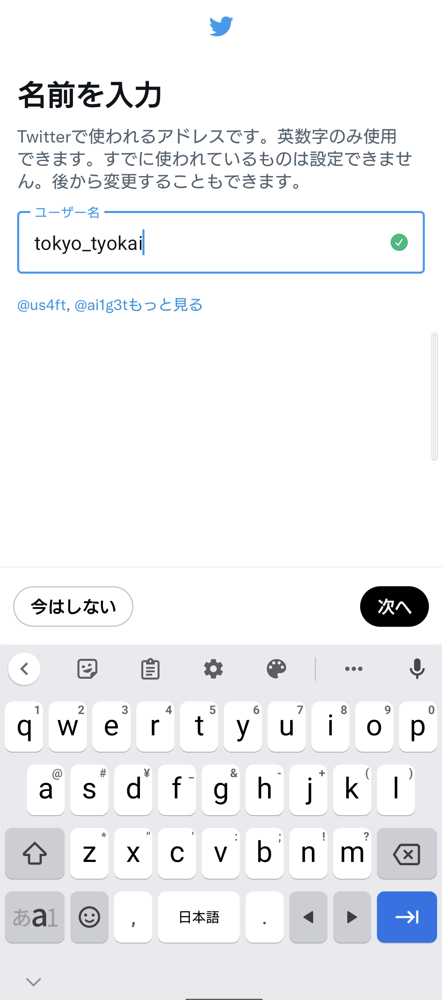 名前を入力
Twitterで使われるアドレスです。英数字のみ使用
できます。すでに使われているものは設定できませ
ん。後から変更することもできます。
ユーザー名
tokyo_tyokai
@us4ft, @ai1g3tもっと見る
今はしない
次へ
1 2 3 4 5 6 7 8 9 0
q w e r t y u i o p
@ # ¥ _ & - + ( )
a s d f g h j k l
* " ' : ; ! ?
z x c v b n m
あa1 , 日本語 .